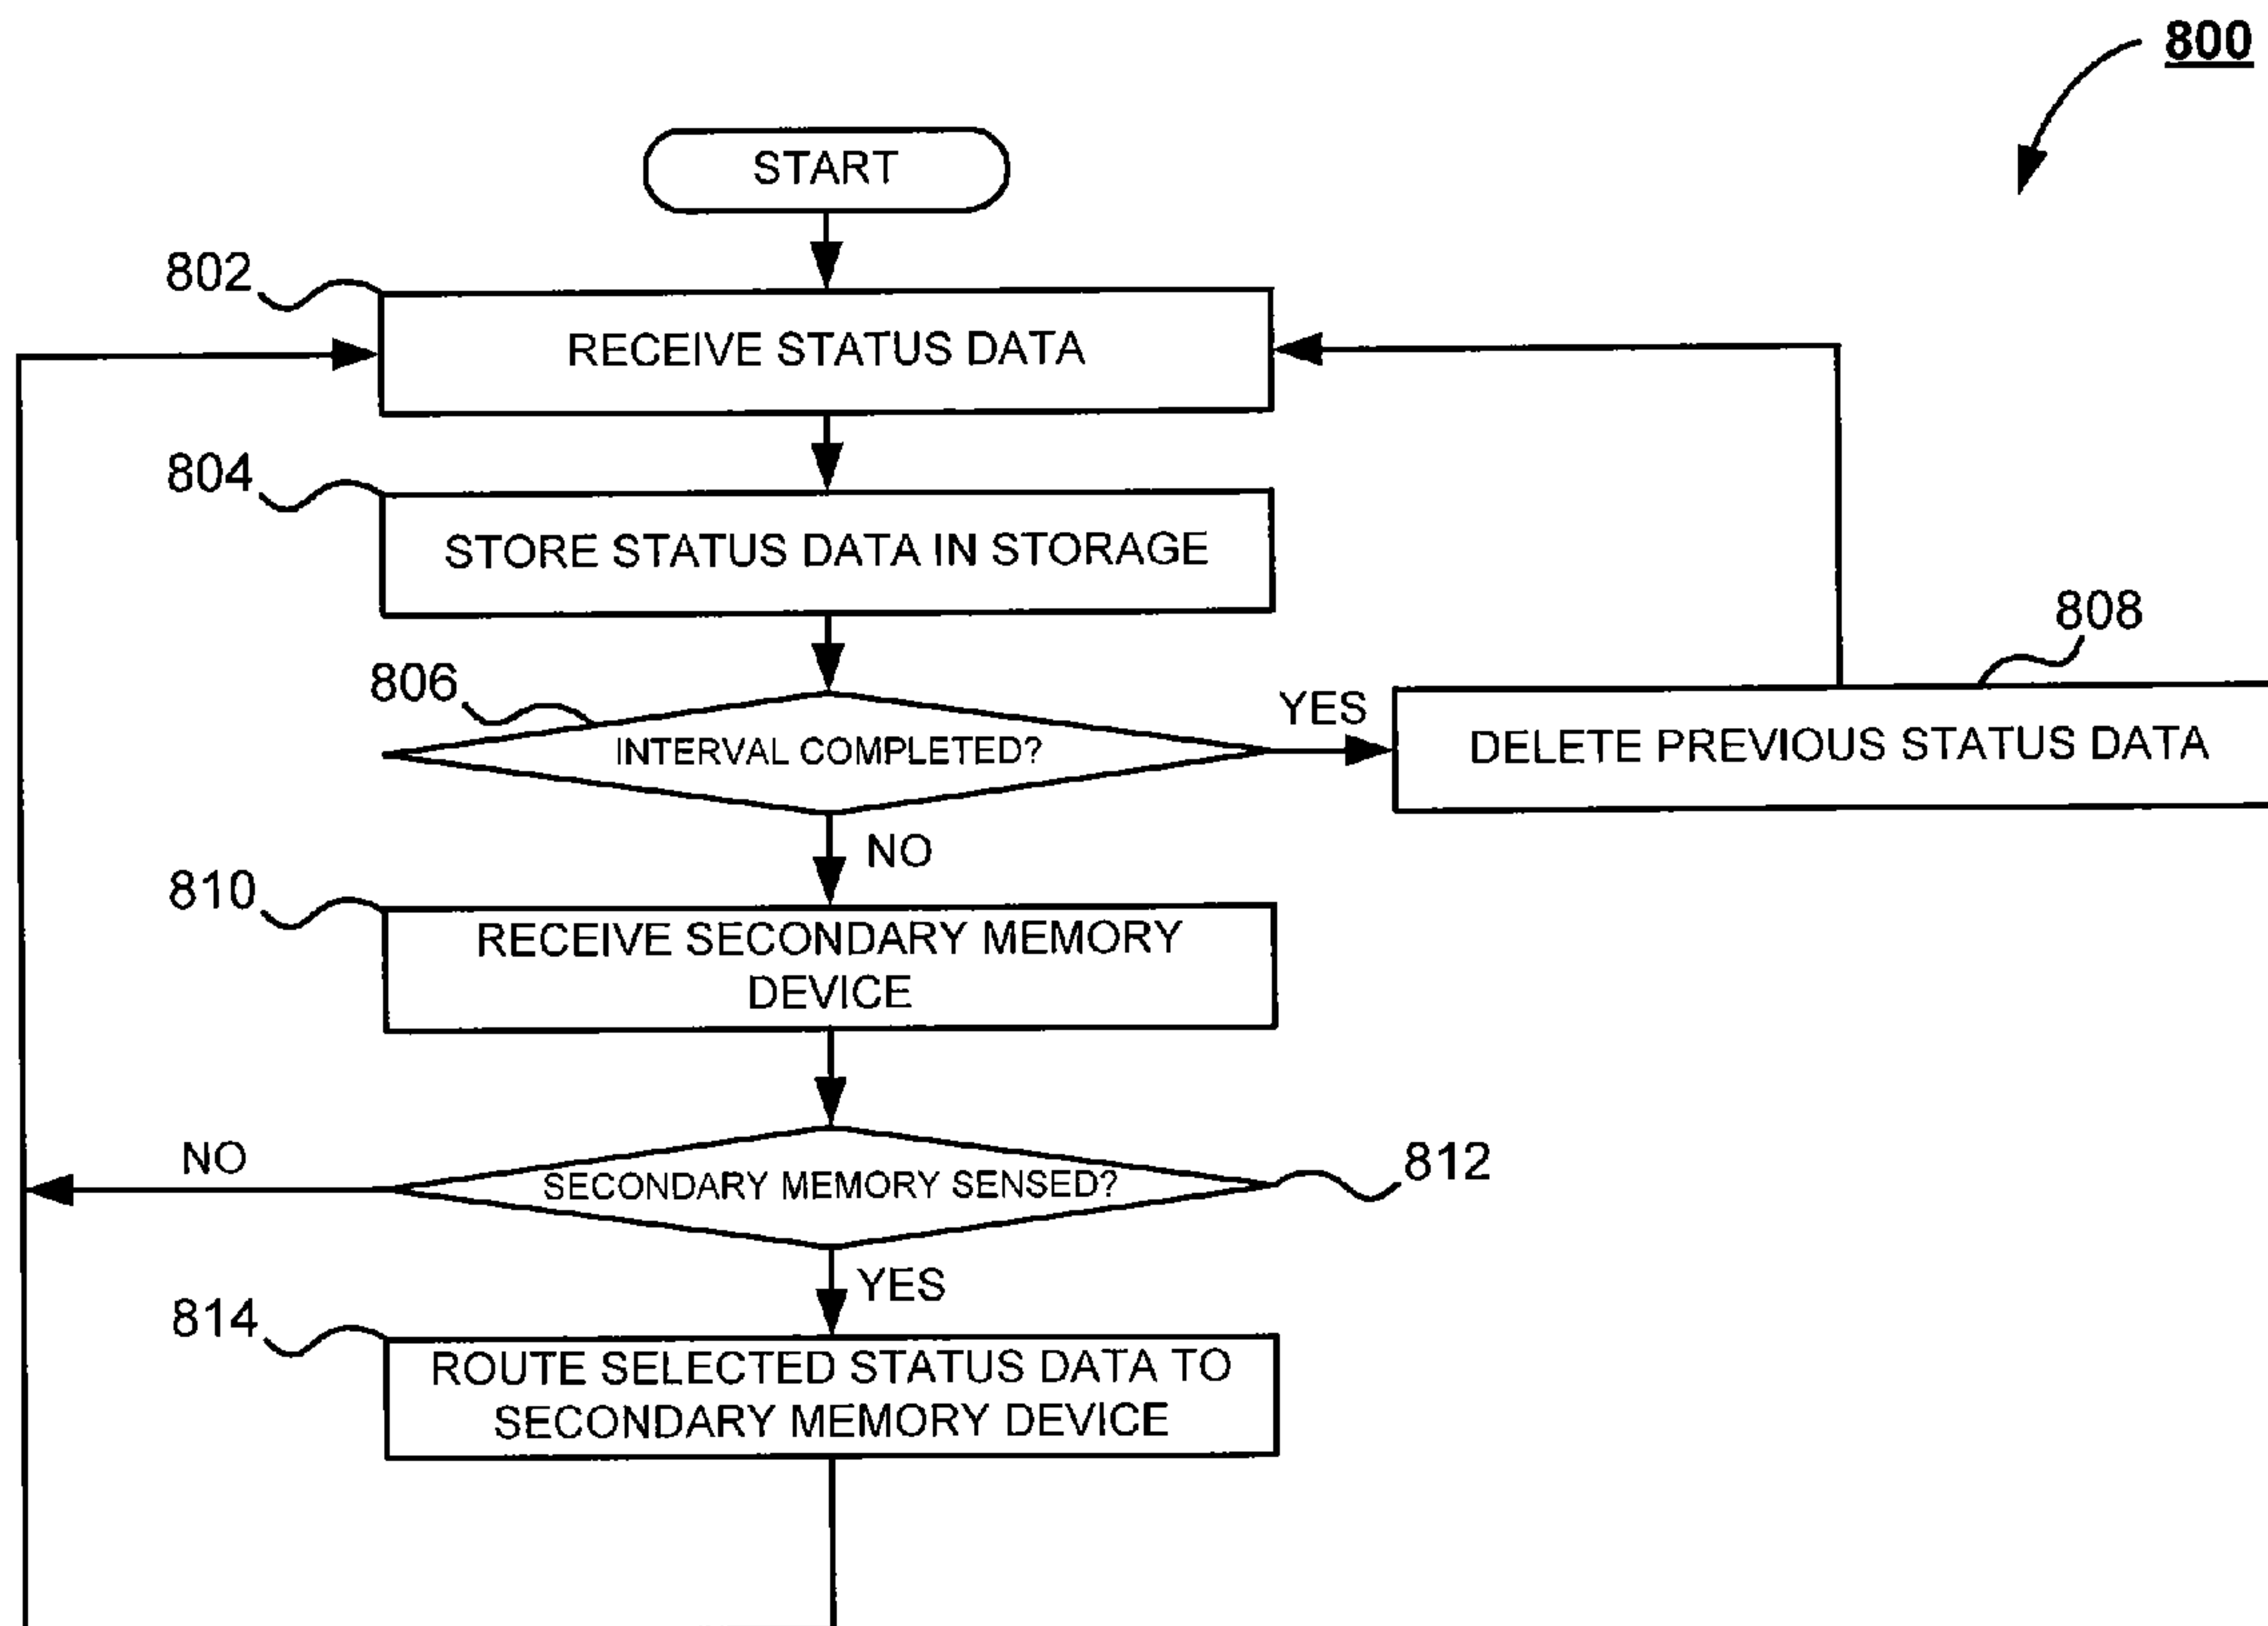 800
START
802
RECEIVE STATUS DATA
804
STORE STATUS DATA IN STORAGE
806
INTERVAL COMPLETED?
YES
808
DELETE PREVIOUS STATUS DATA
NO
810
RECEIVE SECONDARY MEMORY
DEVICE
NO
SECONDARY MEMORY SENSED?
812
YES
814
ROUTE SELECTED STATUS DATA TO
SECONDARY MEMORY DEVICE